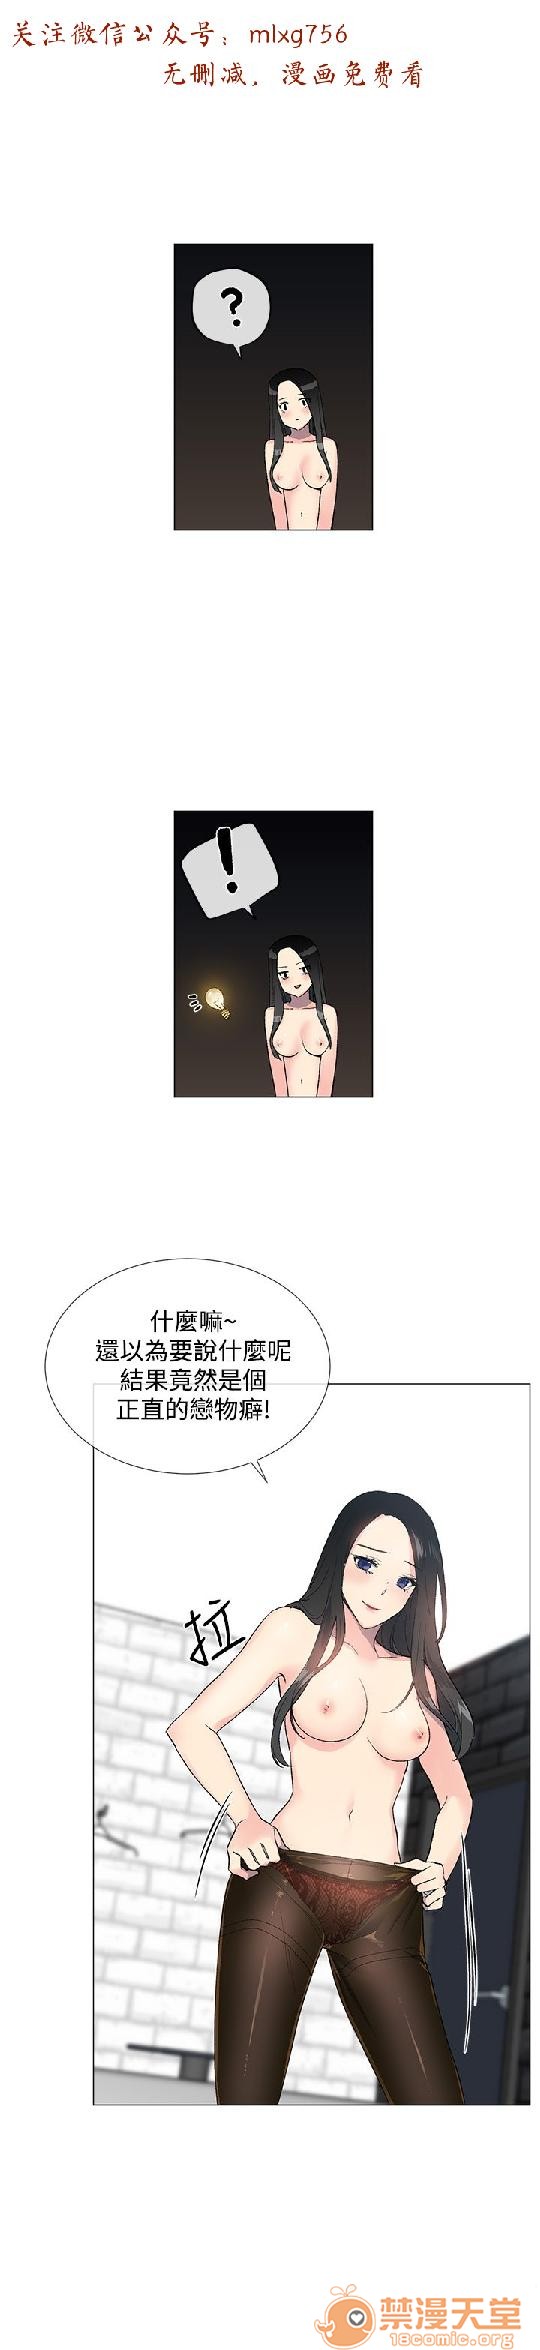 关注微信公众号：mlxg756
无删减．漫画免费看
?
!
什麼嘛~
還以為要說什麼呢
結果竟然是個
正直的戀物癖!
拉
禁漫天堂
18comic.org